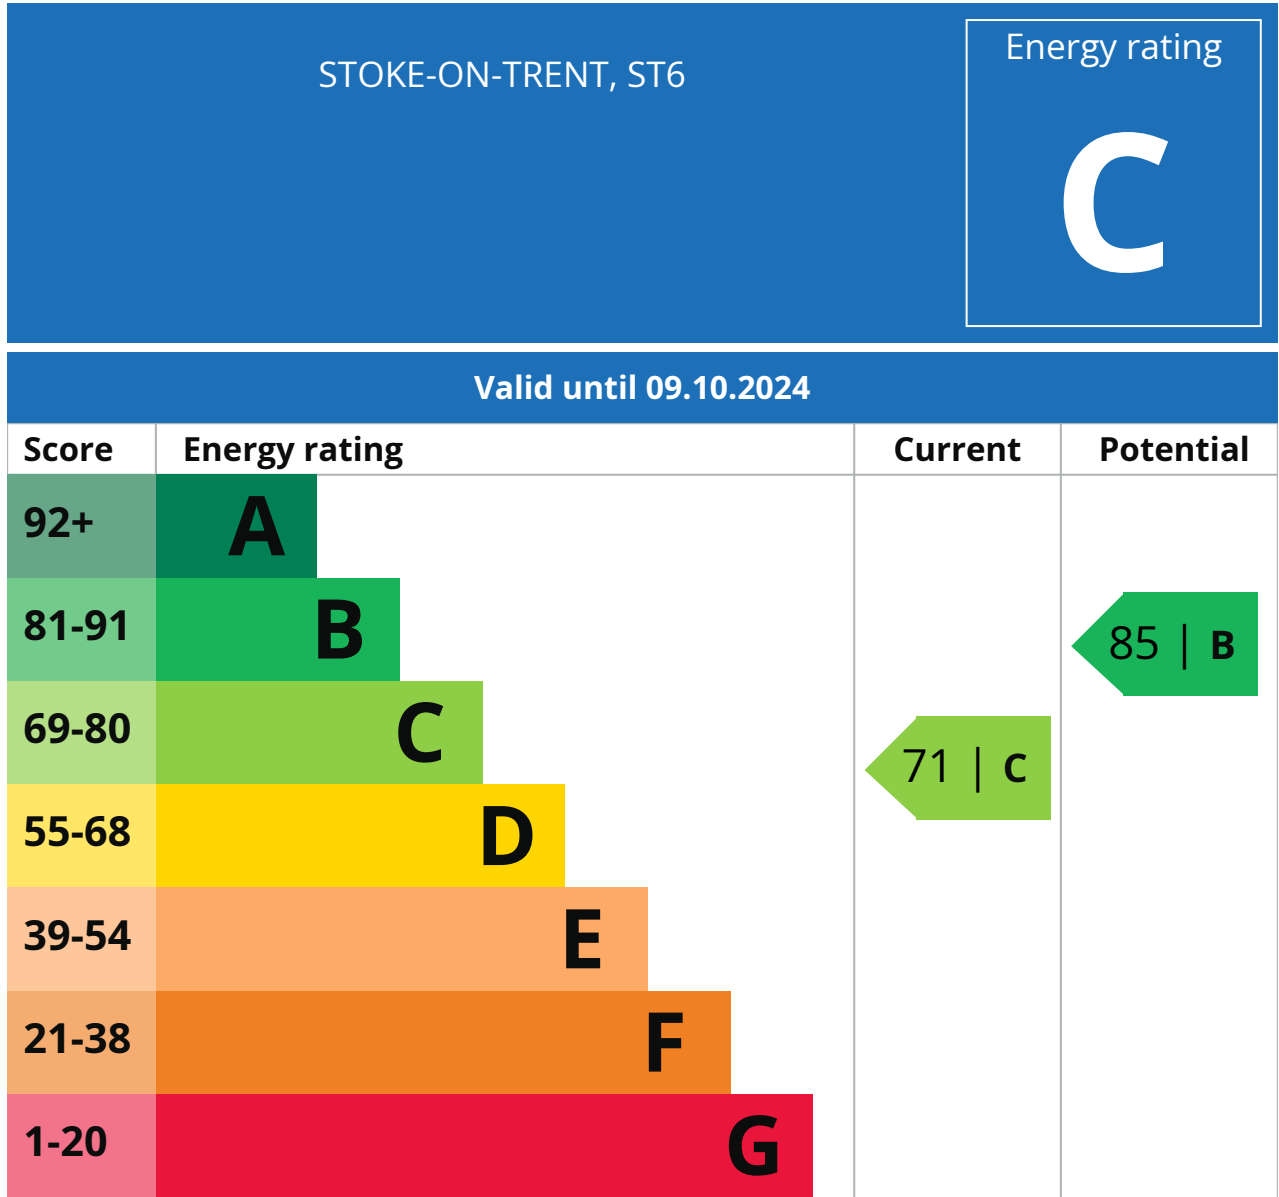 STOKE-ON-TRENT, ST6
Energy rating
C
Valid until 09.10.2024
Score Energy rating Current Potential
92+ A
81-91 B 85 | B
69-80 C 71 | C
55-68 D
39-54 E
21-38 F
1-20 G